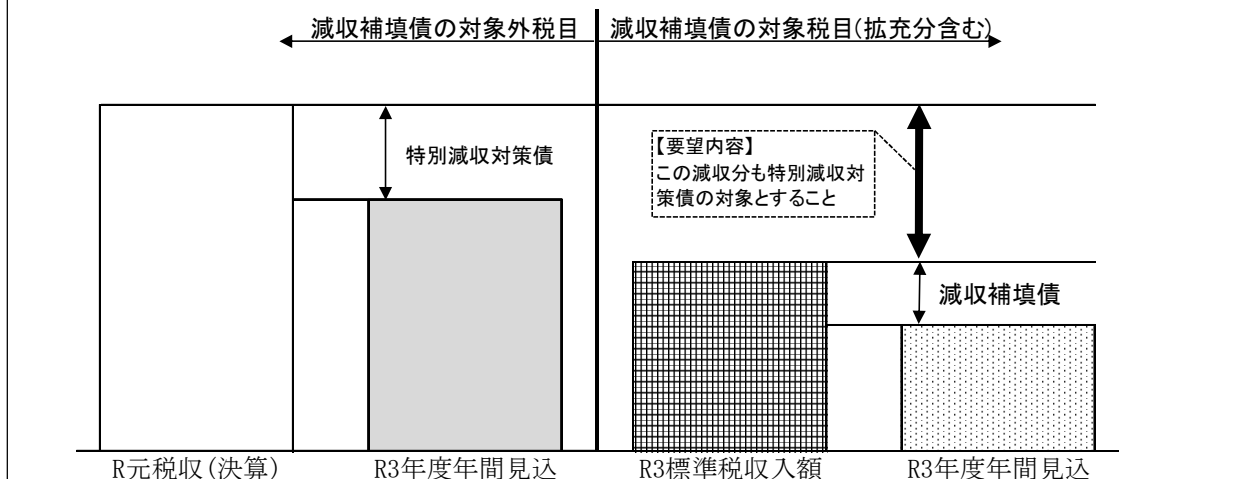 減収補填債の対象外税目
減収補填債の対象税目(拡充分含む)
特別減収対策債
【要望内容】
この減収分も特別減収対
策債の対象とすること
減収補填債
R元税収(決算)
R3年度年間見込
R3標準税収入額
R3年度年間見込